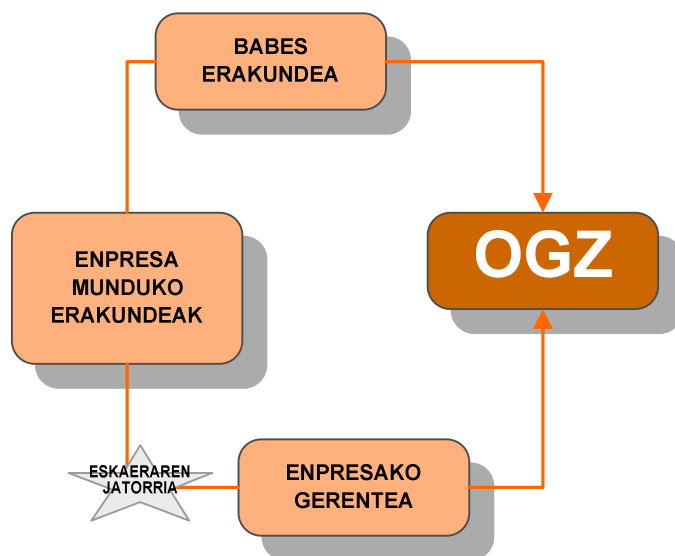 BABES
ERAKUNDEA
ENPRESA
MUNDUKO
ERAKUNDEAK
OGZ
ESKAERAREN
JATORRIA
ENPRESAKO
GERENTEA